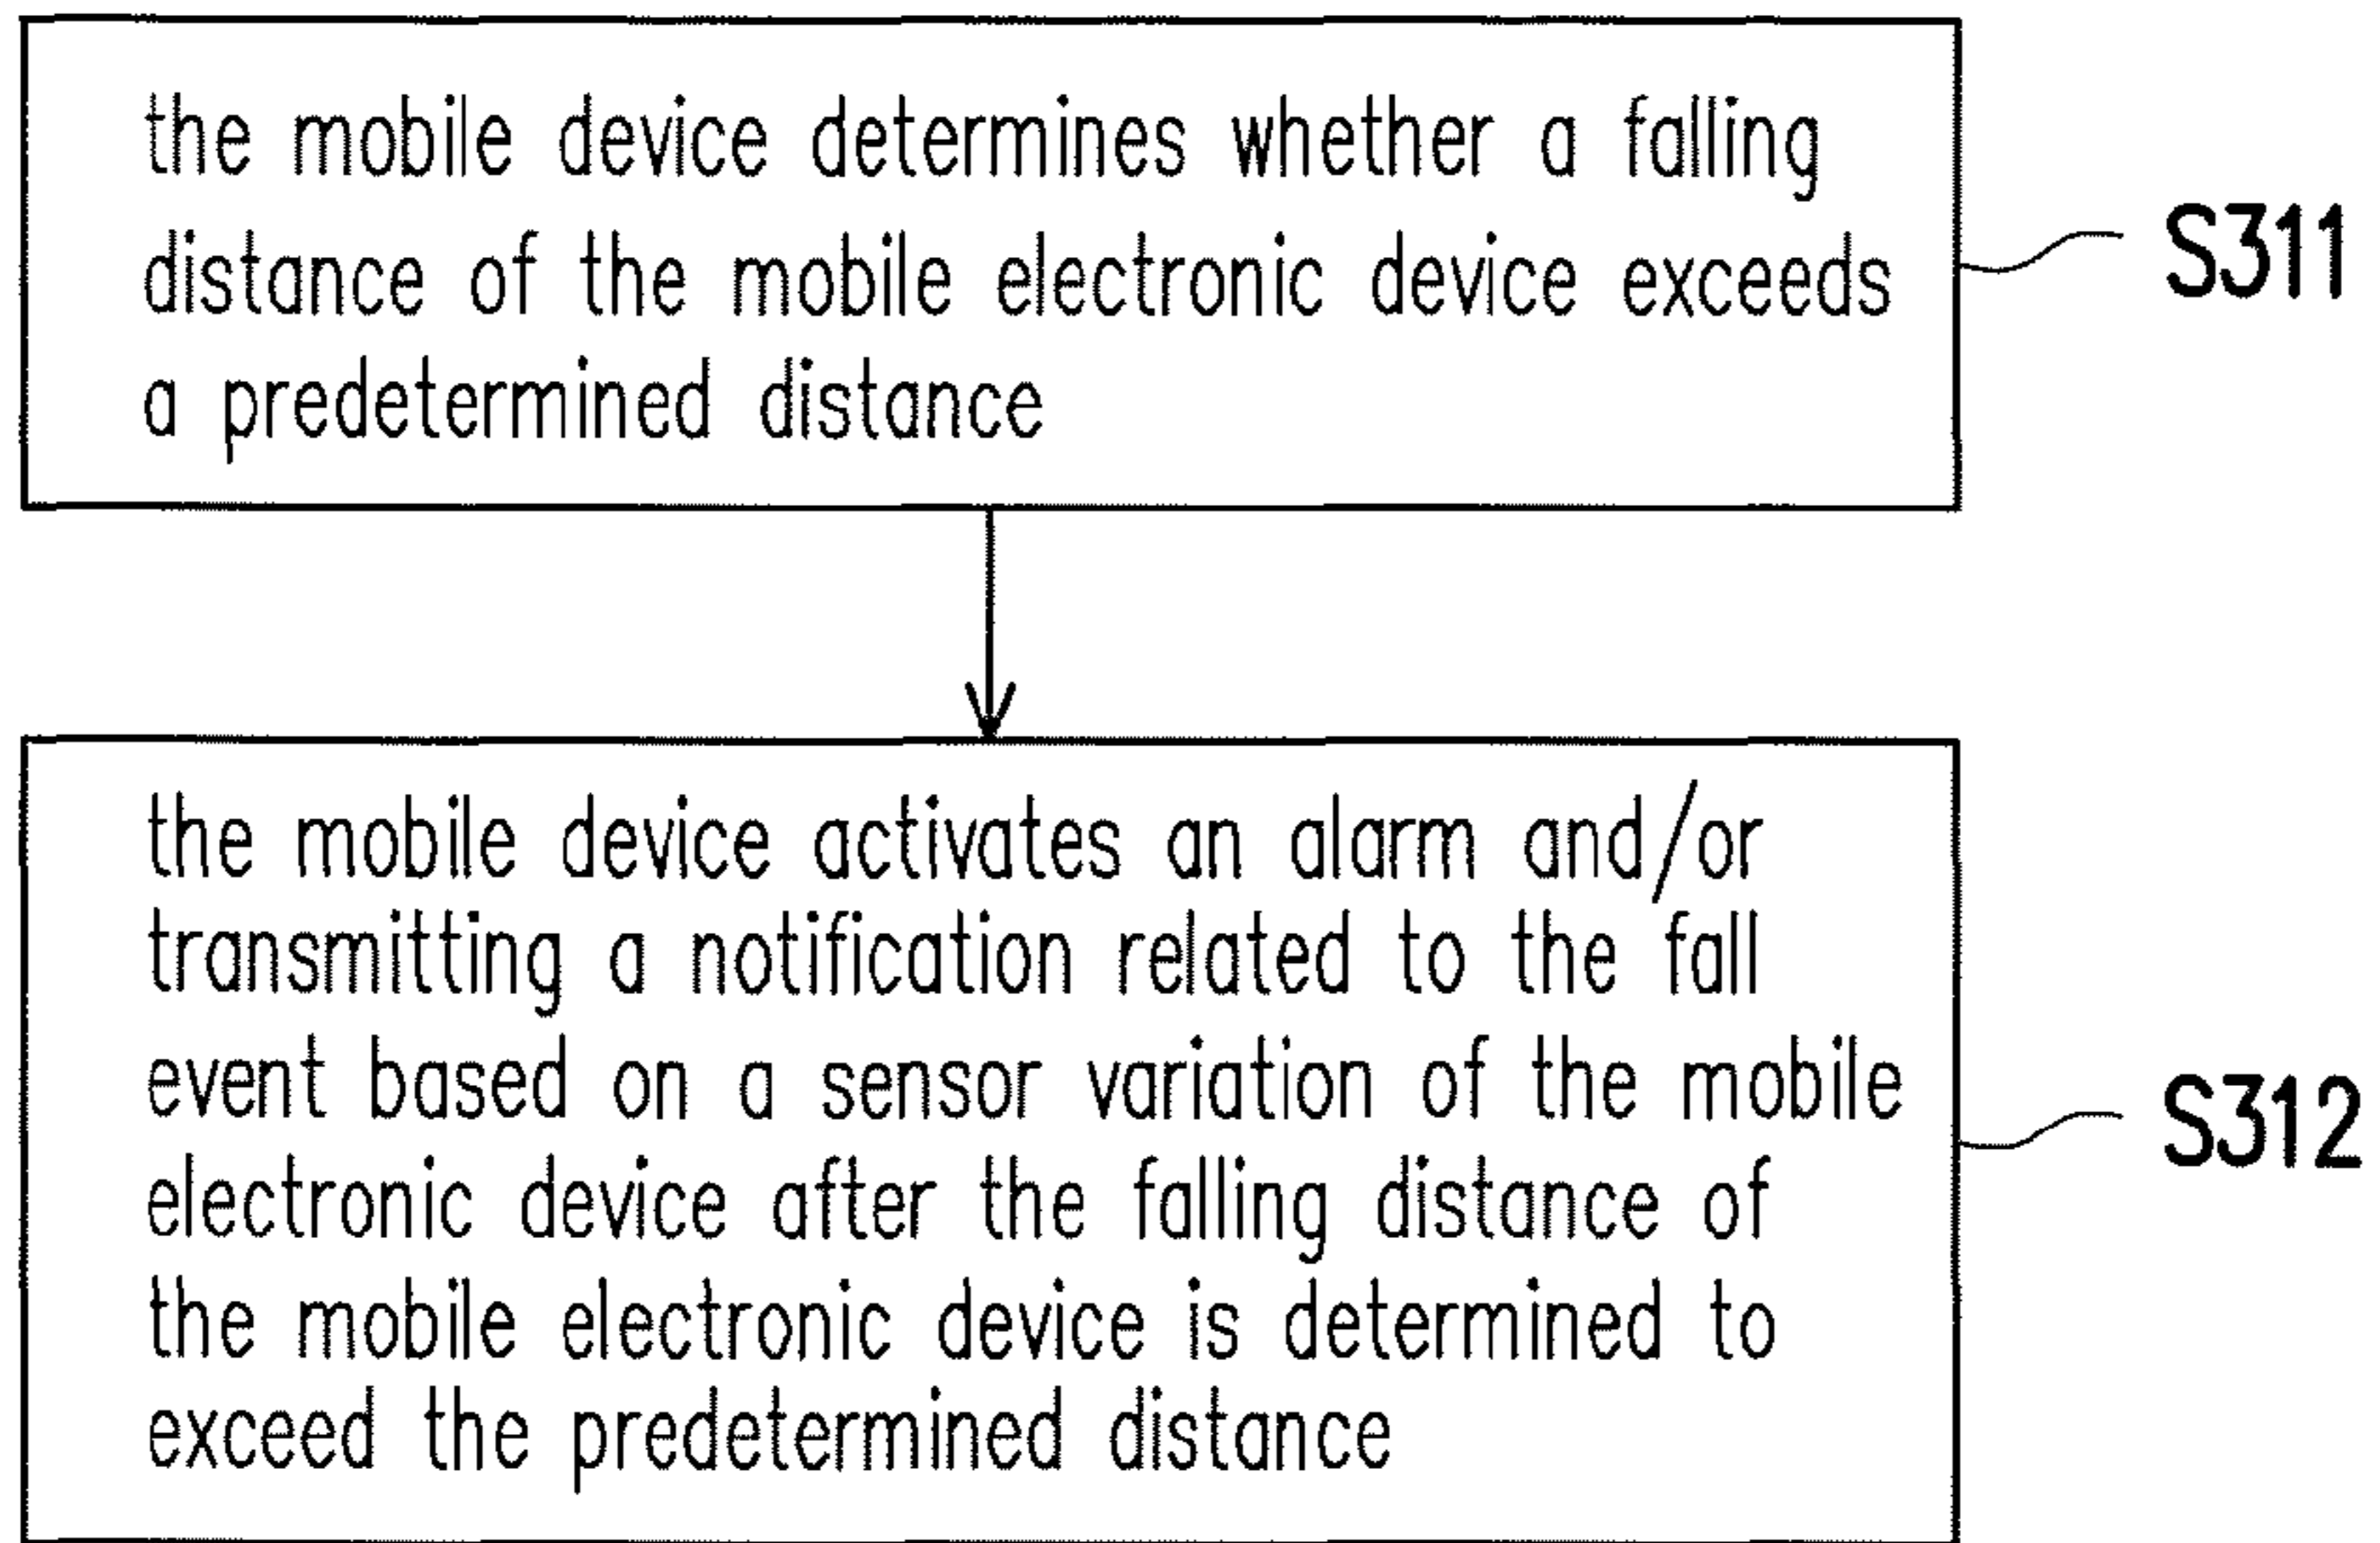 the mobile device determines whether a falling
distance of the mobile electronic device exceeds
a predetermined distance
S311
the mobile device activates an alarm and/or
transmitting a notification related to the fall
event based on a sensor variation of the mobile
electronic device after the falling distance of
the mobile electronic device is determined to
exceed the predetermined distance
S312